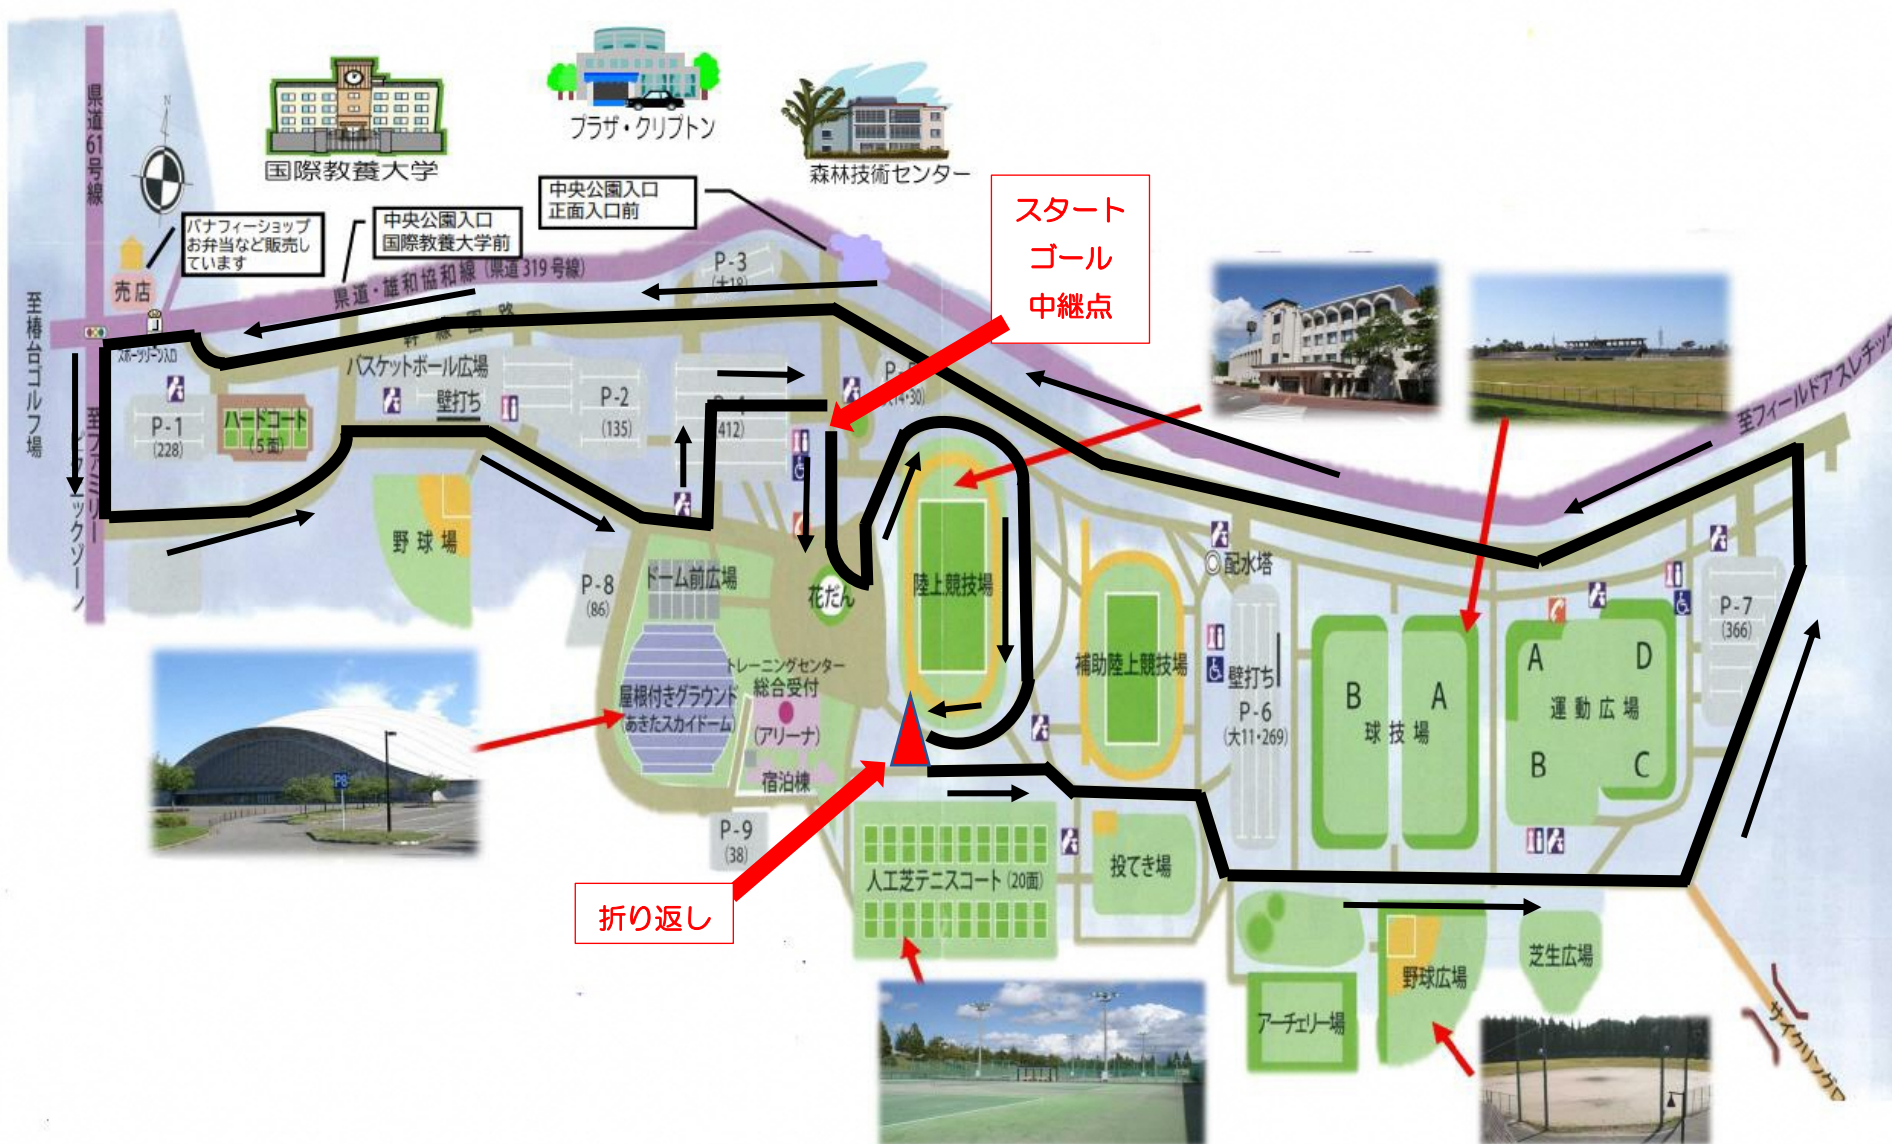 プラザ・クリプトン
国際教養大学
森林技術センター
中央公園入口
正面入口前
中央公園入口
国際教養大学前
バナフィーショップ
お弁当など販売し
ています
県道61号線
N
スタート
ゴール
中継点
売店
県道・雄和協和線(県道319号線)
P-3
(大18)
幹線園路
至椿台ゴルフ場
スポーツゾーン入口
バスケットボール広場
壁打ち
P-1
(228)
ハードコート
(5面)
P-2
(135)
P-4
(412)
至フィールドアスレチック
野球場
P-8
(86)
ドーム前広場
花だん
陸上競技場
補助陸上競技場
配水塔
壁打ち
P-6
(大11・269)
B
A
球技場
A
D
運動広場
B
C
P-7
(366)
トレーニングセンター
総合受付
(アリーナ)
屋根付きグラウンド
(あきたスカイドーム)
宿泊棟
P8
P-9
(38)
折り返し
人工芝テニスコート(20面)
投てき場
アーチェリー場
野球広場
芝生広場